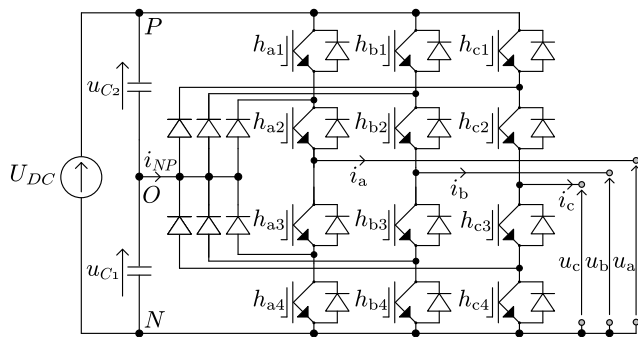 P
h_a1 h_b1 h_c1
u_C2
h_a2 h_b2 h_c2
U_DC
i_NP
O
i_a
i_b
i_c
h_a3 h_b3 h_c3
u_C1
u_c u_b u_a
h_a4 h_b4 h_c4
N